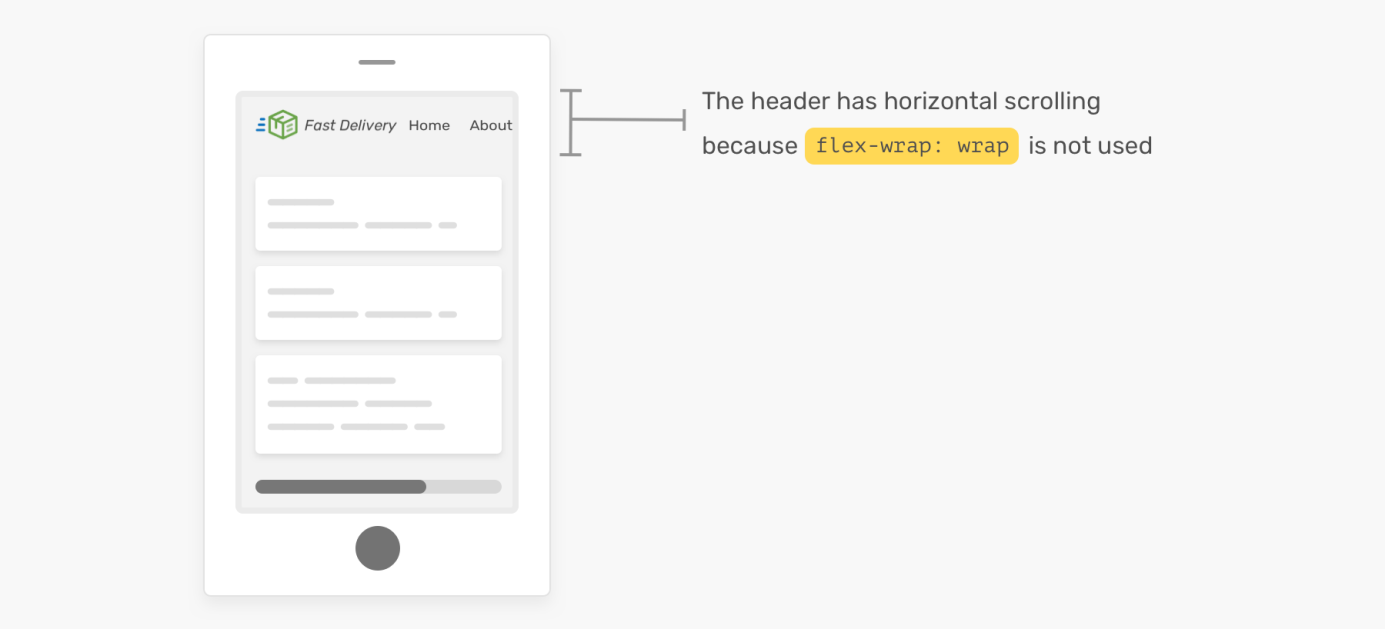 Fast Delivery Home About
The header has horizontal scrolling
because flex-wrap: wrap is not used